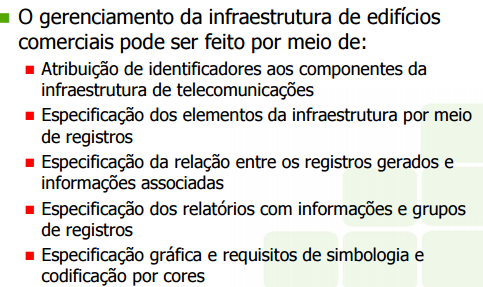 O gerenciamento da infraestrutura de edifícios
comerciais pode ser feito por meio de:
Atribuição de identificadores aos componentes da
infraestrutura de telecomunicações
Especificação dos elementos da infraestrutura por meio
de registros
Especificação da relação entre os registros gerados e
informações associadas
Especificação dos relatórios com informações e grupos
de registros
Especificação gráfica e requisitos de simbologia e
codificação por cores